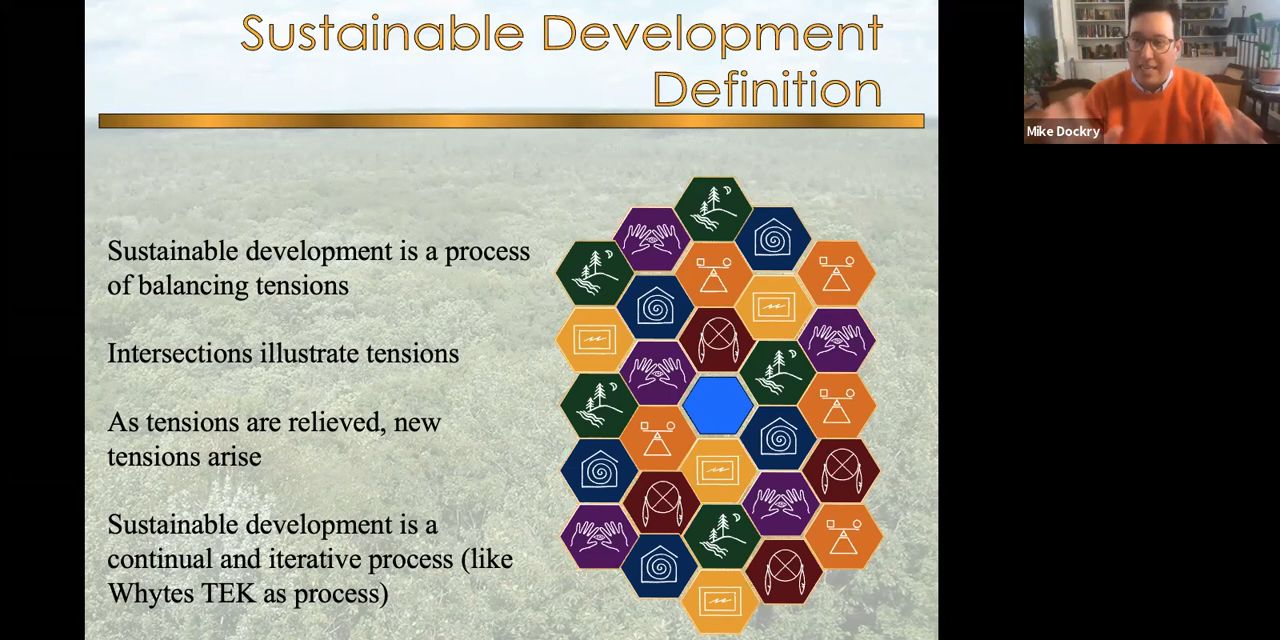 Sustainable Development
Definition
Mike Dockry
Sustainable development is a process
of balancing tensions
Intersections illustrate tensions
As tensions are relieved, new
tensions arise
Sustainable development is a
continual and iterative process (like
Whytes TEK as process)